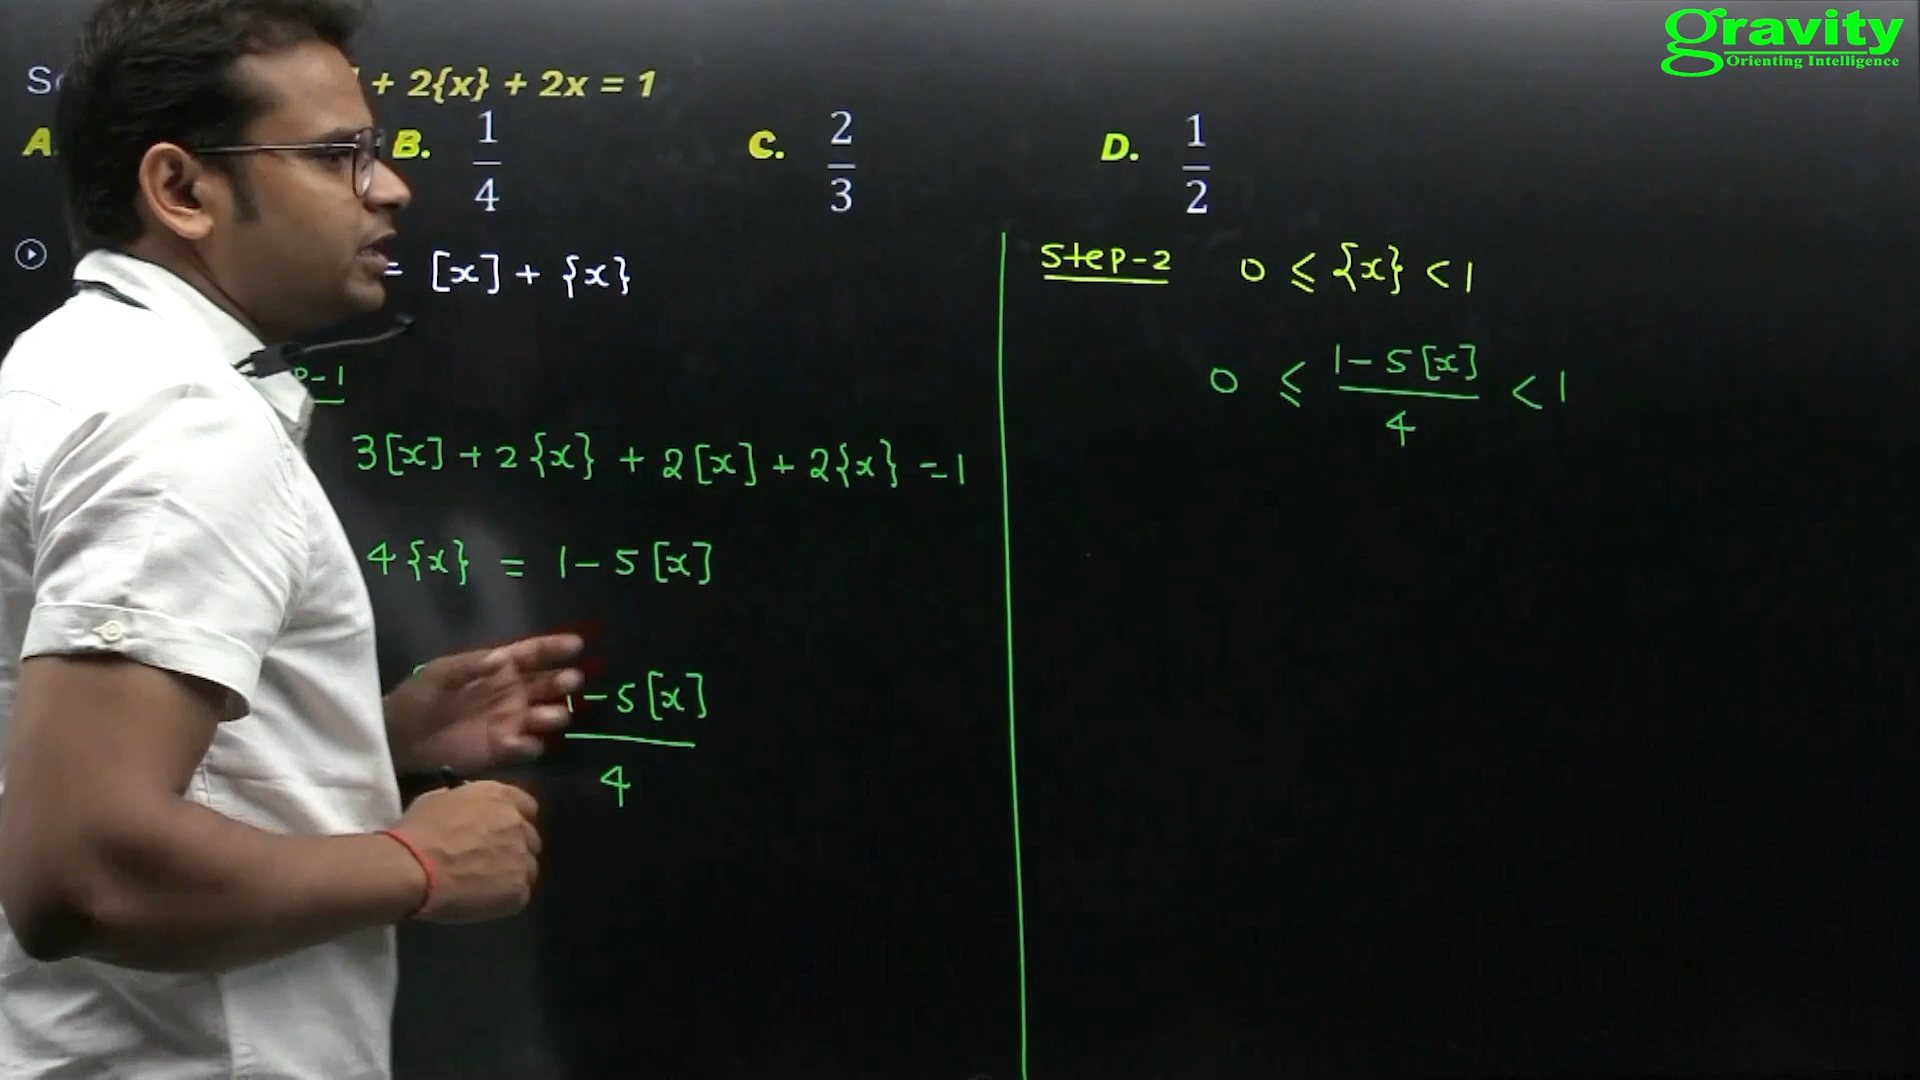 gravity
Orienting Intelligence
+ 2{x} + 2x = 1
A. B. 1/4 C. 2/3 D. 1/2
= [x] + {x}
Step-2 0 ≤ {x} < 1
0 ≤ (1-5[x])/4 < 1
P-1
3[x] + 2{x} + 2[x] + 2{x} = 1
4{x} = 1-5[x]
1-5[x]
4